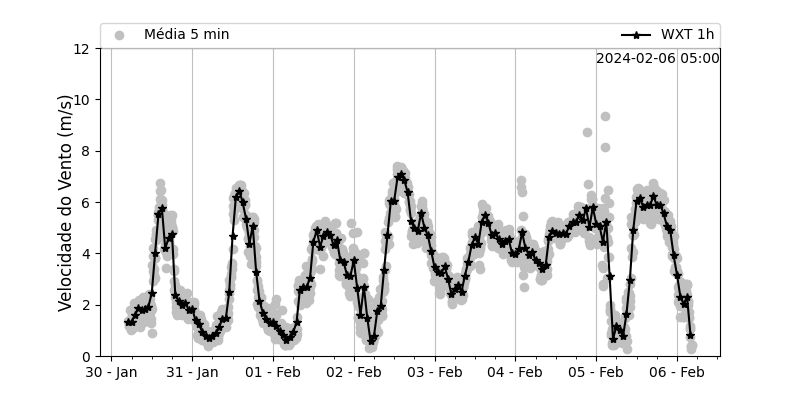 Média 5 min
WXT 1h
2024-02-06 05:00
Velocidade do Vento (m/s)
12
10
8
6
4
2
0
30 - Jan
31 - Jan
01 - Feb
02 - Feb
03 - Feb
04 - Feb
05 - Feb
06 - Feb